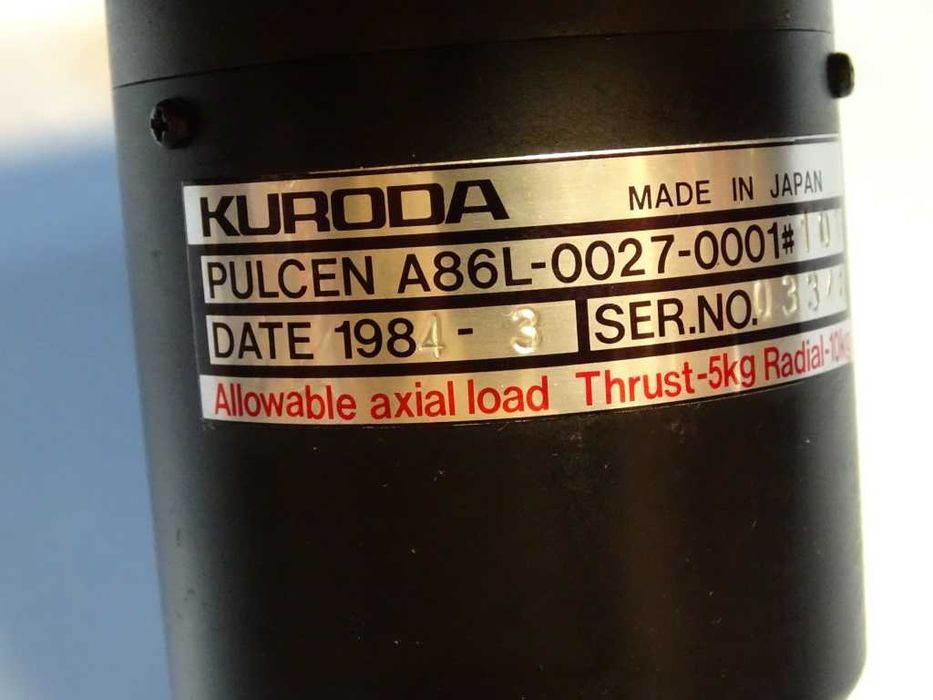 KURODA MADE IN JAPAN
PULCEN A86L-0027-0001#10
DATE 1984-3 SER.NO.
Allowable axial load Thrust-5kg Radial-10kg